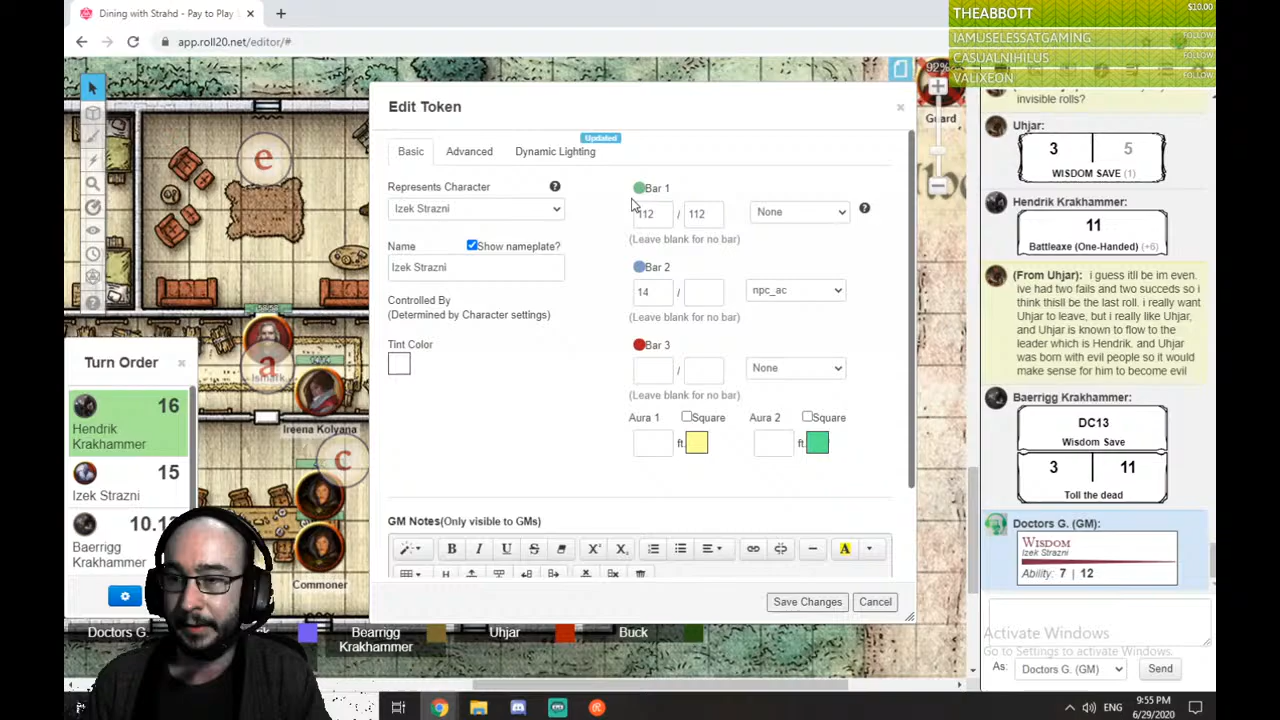 Dining with Strahd - Pay to Play
app.roll20.net/editor/#
THEABBOTT
$10.00
IAMUSELESSATGAMING
FOLLOW
CASUALNIHILUS
FOLLOW
VALIXEON
FOLLOW
92%
Guard
e
a
Ismark
Ireena Kolyana
c
Commoner
Turn Order
16
Hendrik
Krakhammer
15
Izek Strazni
10.1
Baerrigg
Krakhammer
Edit Token
Updated
Basic
Advanced
Dynamic Lighting
Represents Character
Izek Strazni
Name
Show nameplate?
Izek Strazni
Controlled By
(Determined by Character settings)
Tint Color
Bar 1
112 / 112
None
(Leave blank for no bar)
Bar 2
14 /
npc_ac
(Leave blank for no bar)
Bar 3
/
None
(Leave blank for no bar)
Aura 1
Square
Aura 2
Square
ft.
ft.
GM Notes(Only visible to GMs)
B I U S X² X₂ A
H
Save Changes
Cancel
invisible rolls?
Uhjar:
3 5
WISDOM SAVE (1)
Hendrik Krakhammer:
11
Battleaxe (One-Handed) (+6)
(From Uhjar): i guess itll be im even.
ive had two fails and two succeds so i
think thisll be the last roll. i really want
Uhjar to leave, but i really like Uhjar,
and Uhjar is known to flow to the
leader which is Hendrik. and Uhjar
was born with evil people so it would
make sense for him to become evil
Baerrigg Krakhammer:
DC13
Wisdom Save
3 11
Toll the dead
Doctors G. (GM):
Wisdom
Izek Strazni
Ability: 7 | 12
Activate Windows
Go to Settings to activate Windows.
As:
Doctors G. (GM)
Send
Doctors G.
Bearrigg
Krakhammer
Uhjar
Buck
ENG
9:55 PM
6/29/2020